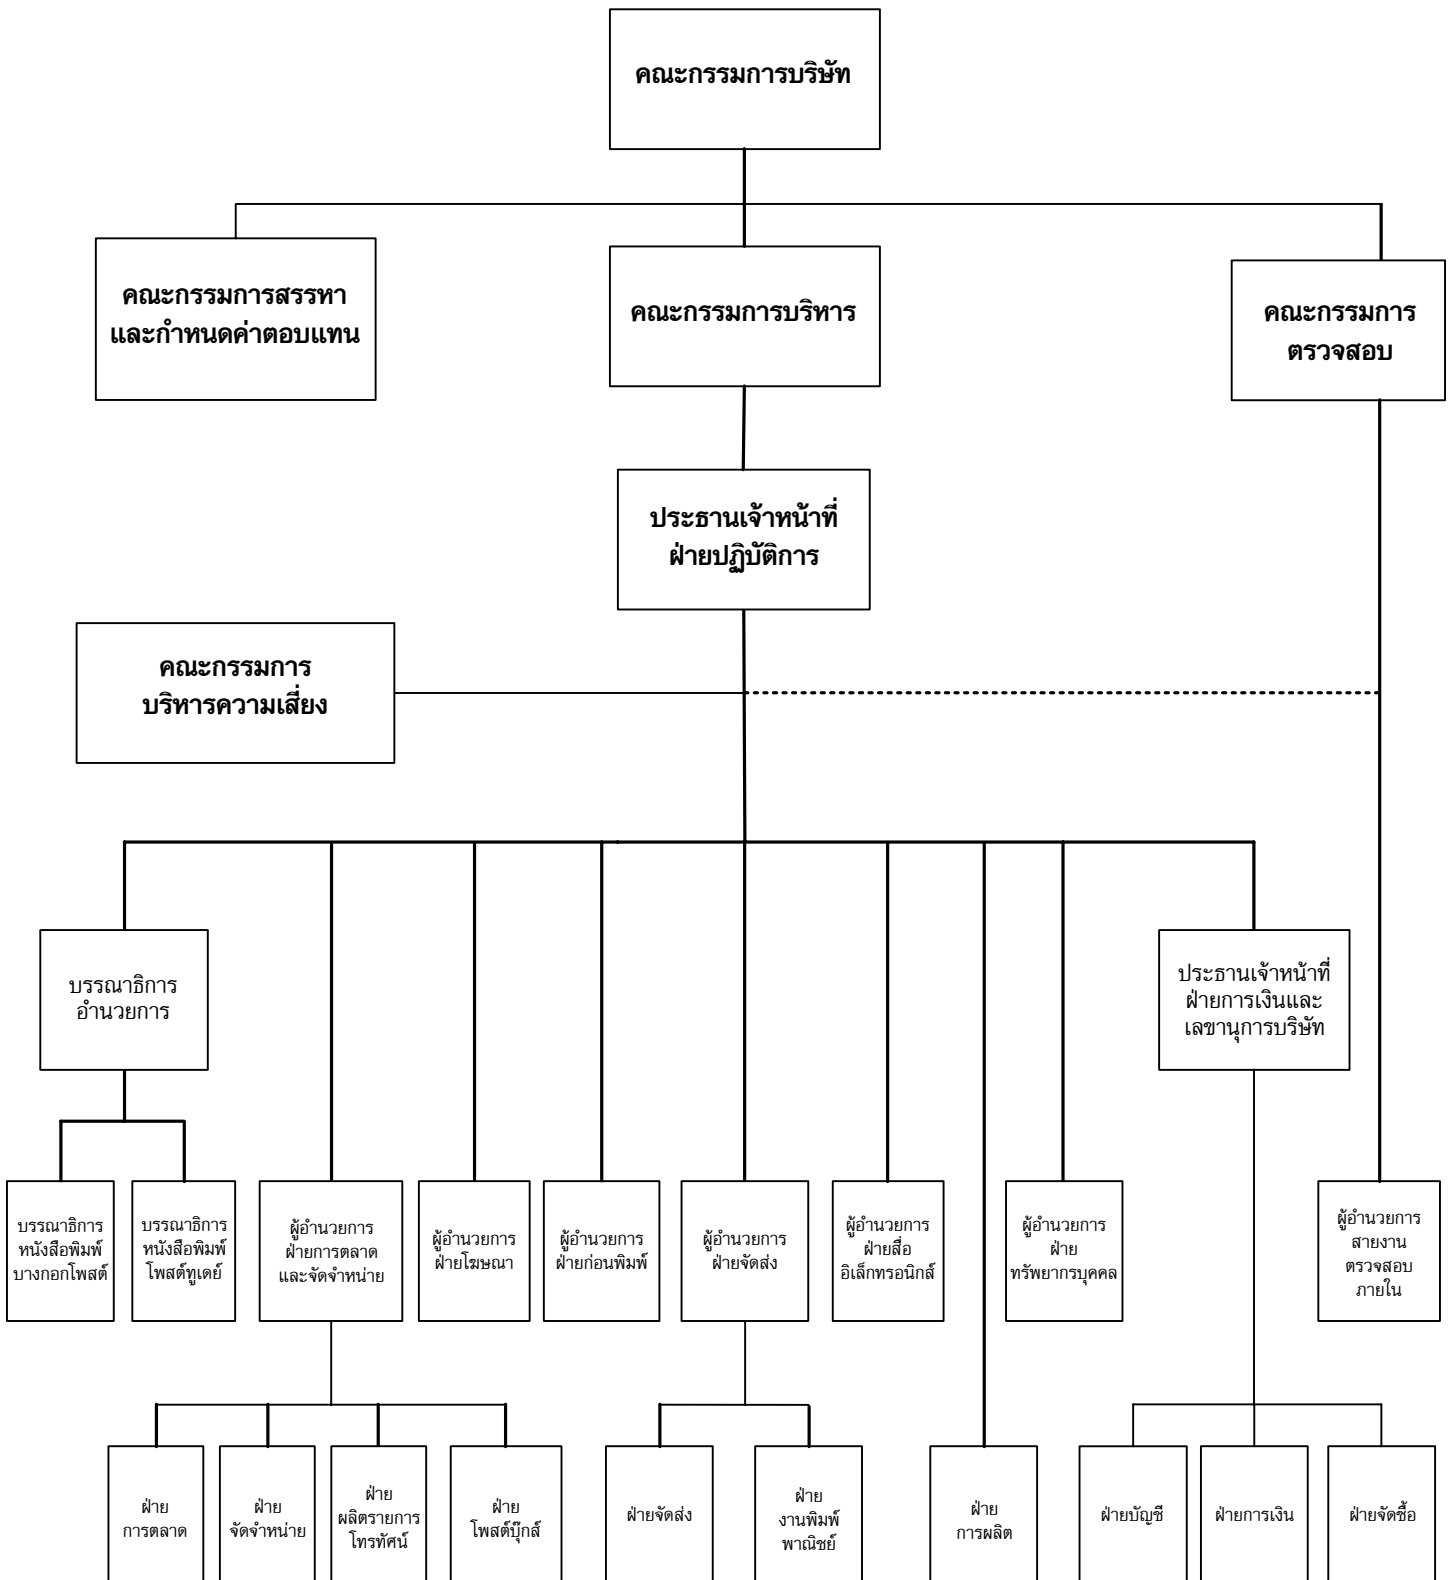 คณะกรรมการบริษัท
คณะกรรมการสรรหา
และกำหนดค่าตอบแทน
คณะกรรมการบริหาร
คณะกรรมการ
ตรวจสอบ
ประธานเจ้าหน้าที่
ฝ่ายปฏิบัติการ
คณะกรรมการ
บริหารความเสี่ยง
บรรณาธิการ
อำนวยการ
ประธานเจ้าหน้าที่
ฝ่ายการเงินและ
เลขานุการบริษัท
บรรณาธิการ
หนังสือพิมพ์
บางกอกโพสต์
บรรณาธิการ
หนังสือพิมพ์
โพสต์ทูเดย์
ผู้อำนวยการ
ฝ่ายการตลาด
และจัดจำหน่าย
ผู้อำนวยการ
ฝ่ายโฆษณา
ผู้อำนวยการ
ฝ่ายก่อนพิมพ์
ผู้อำนวยการ
ฝ่ายจัดส่ง
ผู้อำนวยการ
ฝ่ายสื่อ
อิเล็กทรอนิกส์
ผู้อำนวยการ
ฝ่าย
ทรัพยากรบุคคล
ผู้อำนวยการ
สายงาน
ตรวจสอบ
ภายใน
ฝ่าย
การตลาด
ฝ่าย
จัดจำหน่าย
ฝ่าย
ผลิตรายการ
โทรทัศน์
ฝ่าย
โพสต์บุ๊กส์
ฝ่ายจัดส่ง
ฝ่าย
งานพิมพ์
พาณิชย์
ฝ่าย
การผลิต
ฝ่ายบัญชี
ฝ่ายการเงิน
ฝ่ายจัดซื้อ